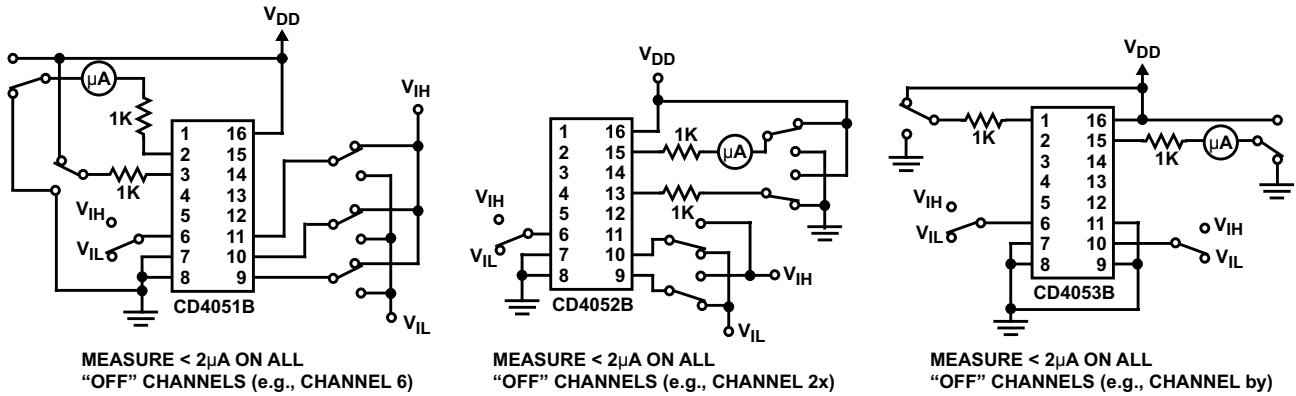 VDD
µA
1K
1K
1
2
3
4
5
6
7
8
16
15
14
13
12
11
10
9
VIH
VIL
VIH
VIL
CD4051B
MEASURE < 2µA ON ALL
“OFF” CHANNELS (e.g., CHANNEL 6)
VDD
1K
µA
1K
1
2
3
4
5
6
7
8
16
15
14
13
12
11
10
9
VIH
VIL
VIH
VIL
CD4052B
MEASURE < 2µA ON ALL
“OFF” CHANNELS (e.g., CHANNEL 2x)
VDD
1K
1K
µA
1
2
3
4
5
6
7
8
16
15
14
13
12
11
10
9
VIH
VIL
VIH
VIL
CD4053B
MEASURE < 2µA ON ALL
“OFF” CHANNELS (e.g., CHANNEL by)